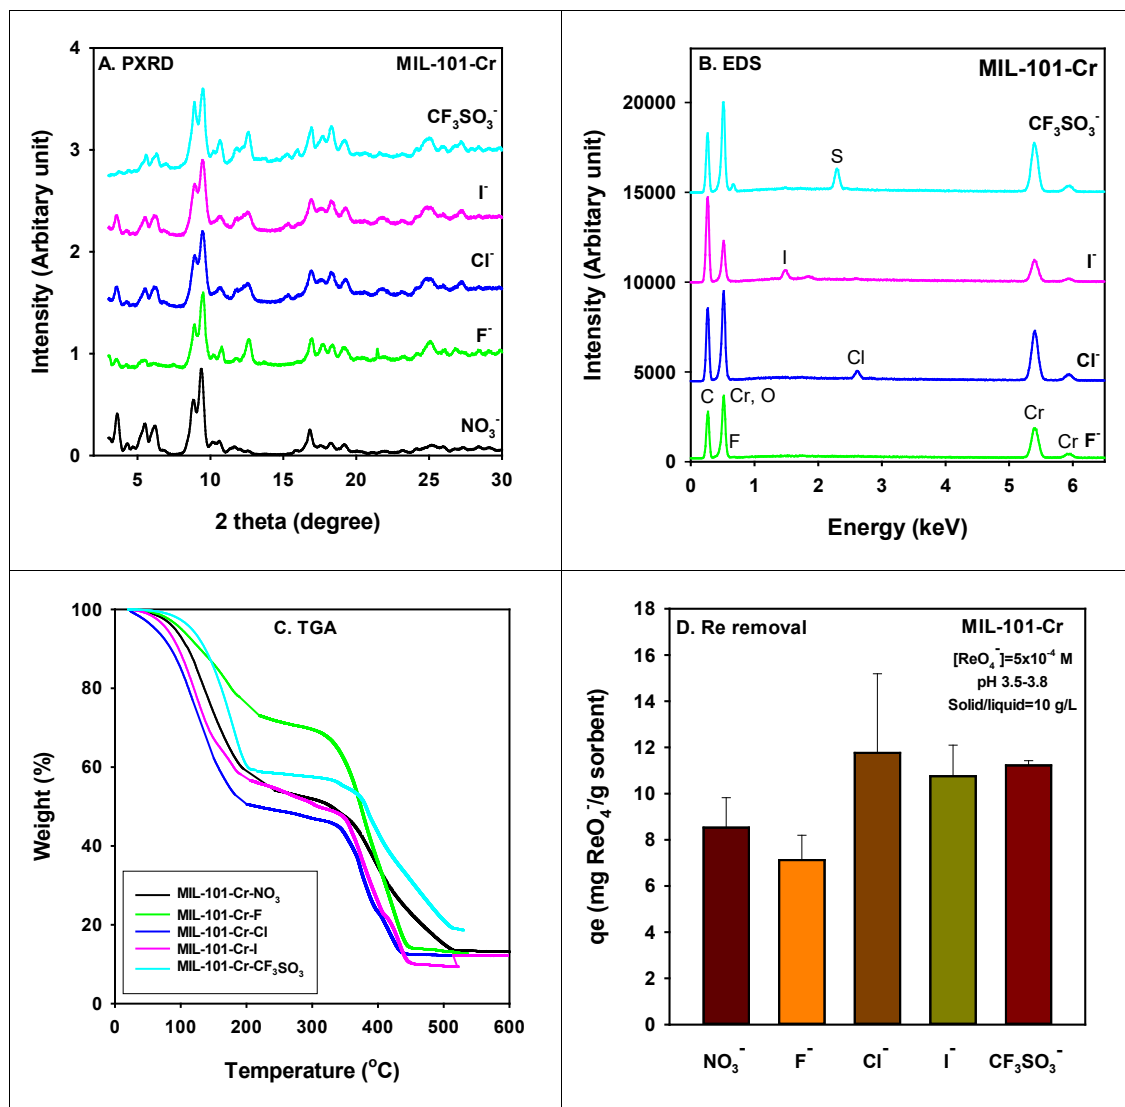 A. PXRD
MIL-101-Cr
CF₃SO₃⁻
I⁻
Cl⁻
F⁻
NO₃⁻
4
3
2
1
0
Intensity (Arbitary unit)
5 10 15 20 25 30
2 theta (degree)
B. EDS
MIL-101-Cr
CF₃SO₃⁻
S
I
I⁻
Cl
Cl⁻
C
Cr, O
F
Cr
Cr
F⁻
20000
15000
10000
5000
0
Intensity (Arbitary unit)
0 1 2 3 4 5 6
Energy (keV)
C. TGA
100
80
60
40
20
0
Weight (%)
MIL-101-Cr-NO₃
MIL-101-Cr-F
MIL-101-Cr-Cl
MIL-101-Cr-I
MIL-101-Cr-CF₃SO₃
0 100 200 300 400 500 600
Temperature (°C)
D. Re removal
MIL-101-Cr
[ReO₄⁻]=5x10⁻⁴ M
pH 3.5-3.8
Solid/liquid=10 g/L
18
16
14
12
10
8
6
4
2
0
qe (mg ReO₄⁻/g sorbent)
NO₃⁻ F⁻ Cl⁻ I⁻ CF₃SO₃⁻